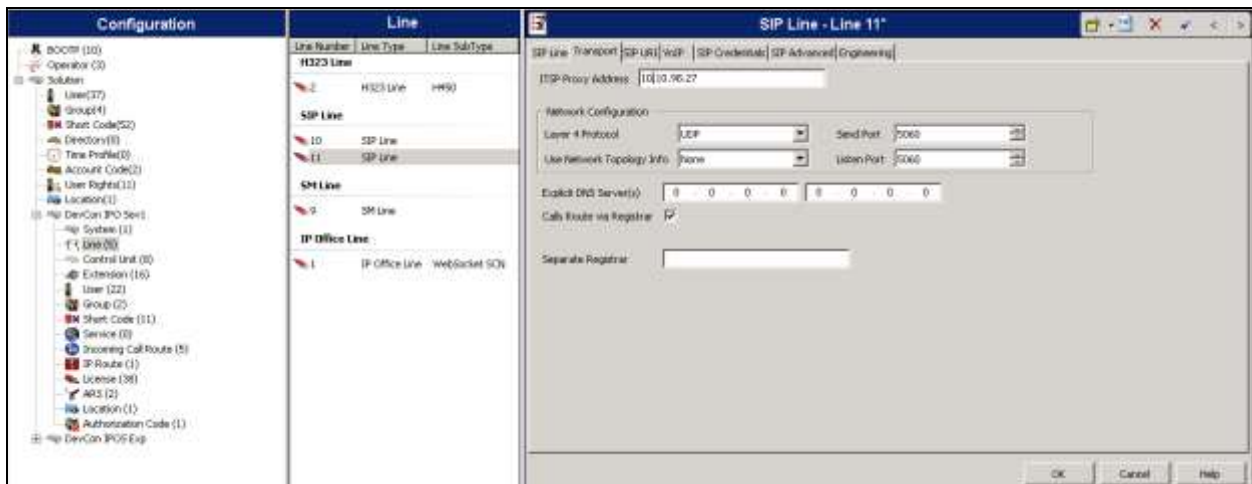 Configuration
BOOTP (10)
Operator (3)
Solution
User(37)
Group(4)
Short Code(52)
Directory(0)
Time Profile(0)
Account Code(2)
User Rights(11)
Location(1)
DevCon IPO Sev1
System (1)
Line (5)
Control Unit (8)
Extension (16)
User (22)
Group (2)
Short Code (11)
Service (0)
Incoming Call Route (5)
IP Route (1)
License (38)
ARS (2)
Location (1)
Authorization Code (1)
DevCon IPOS Exp
Line
Line Number Line Type Line SubType
H323 Line
2 H323 Line H450
SIP Line
10 SIP Line
11 SIP Line
SM Line
9 SM Line
IP Office Line
1 IP Office Line WebSocket SCN
SIP Line - Line 11*
SIP Line Transport SIP URI VoIP SIP Credentials SIP Advanced Engineering
ITSP Proxy Address 10.10.98.27
Network Configuration
Layer 4 Protocol UDP Send Port 5060
Use Network Topology Info None Listen Port 5060
Explicit DNS Server(s) 0 . 0 . 0 . 0 0 . 0 . 0 . 0
Calls Route via Registrar
Separate Registrar
OK Cancel Help